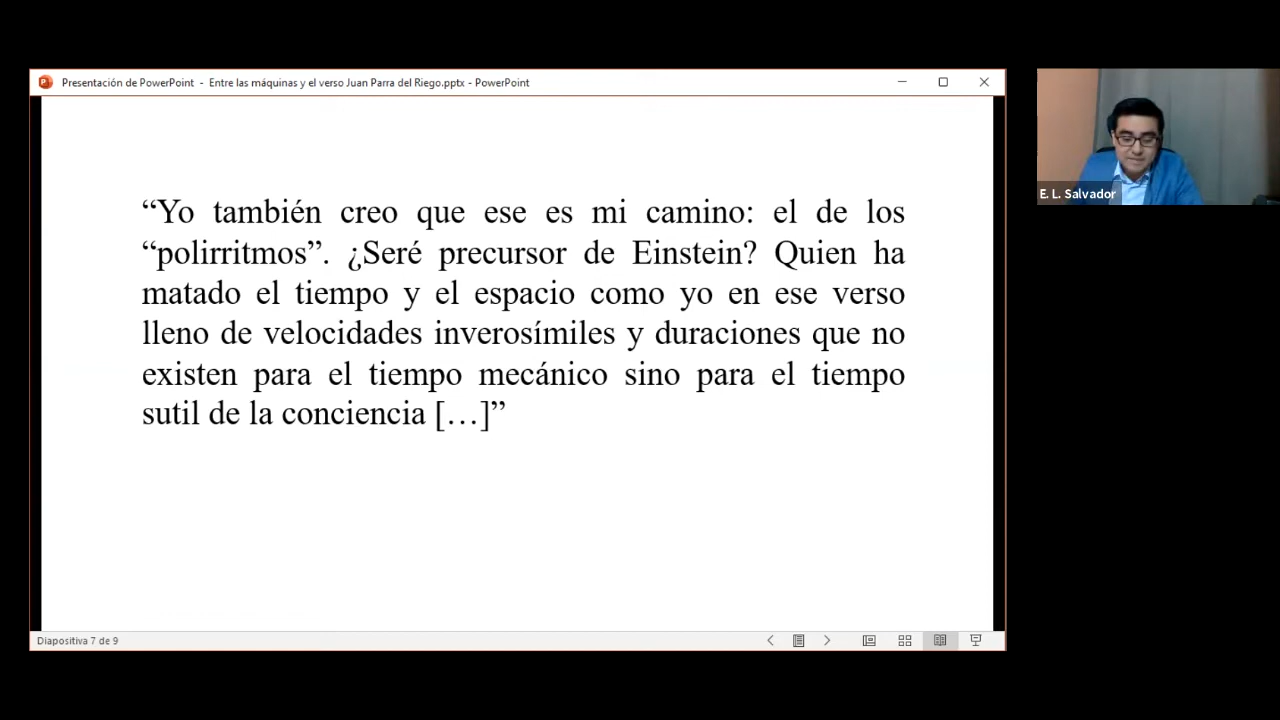 Presentación de PowerPoint - Entre las máquinas y el verso Juan Parra del Riego.pptx - PowerPoint
“Yo también creo que ese es mi camino: el de los
“polirritmos”. ¿Seré precursor de Einstein? Quien ha
matado el tiempo y el espacio como yo en ese verso
lleno de velocidades inverosímiles y duraciones que no
existen para el tiempo mecánico sino para el tiempo
sutil de la conciencia […]”
Diapositiva 7 de 9
E. L. Salvador